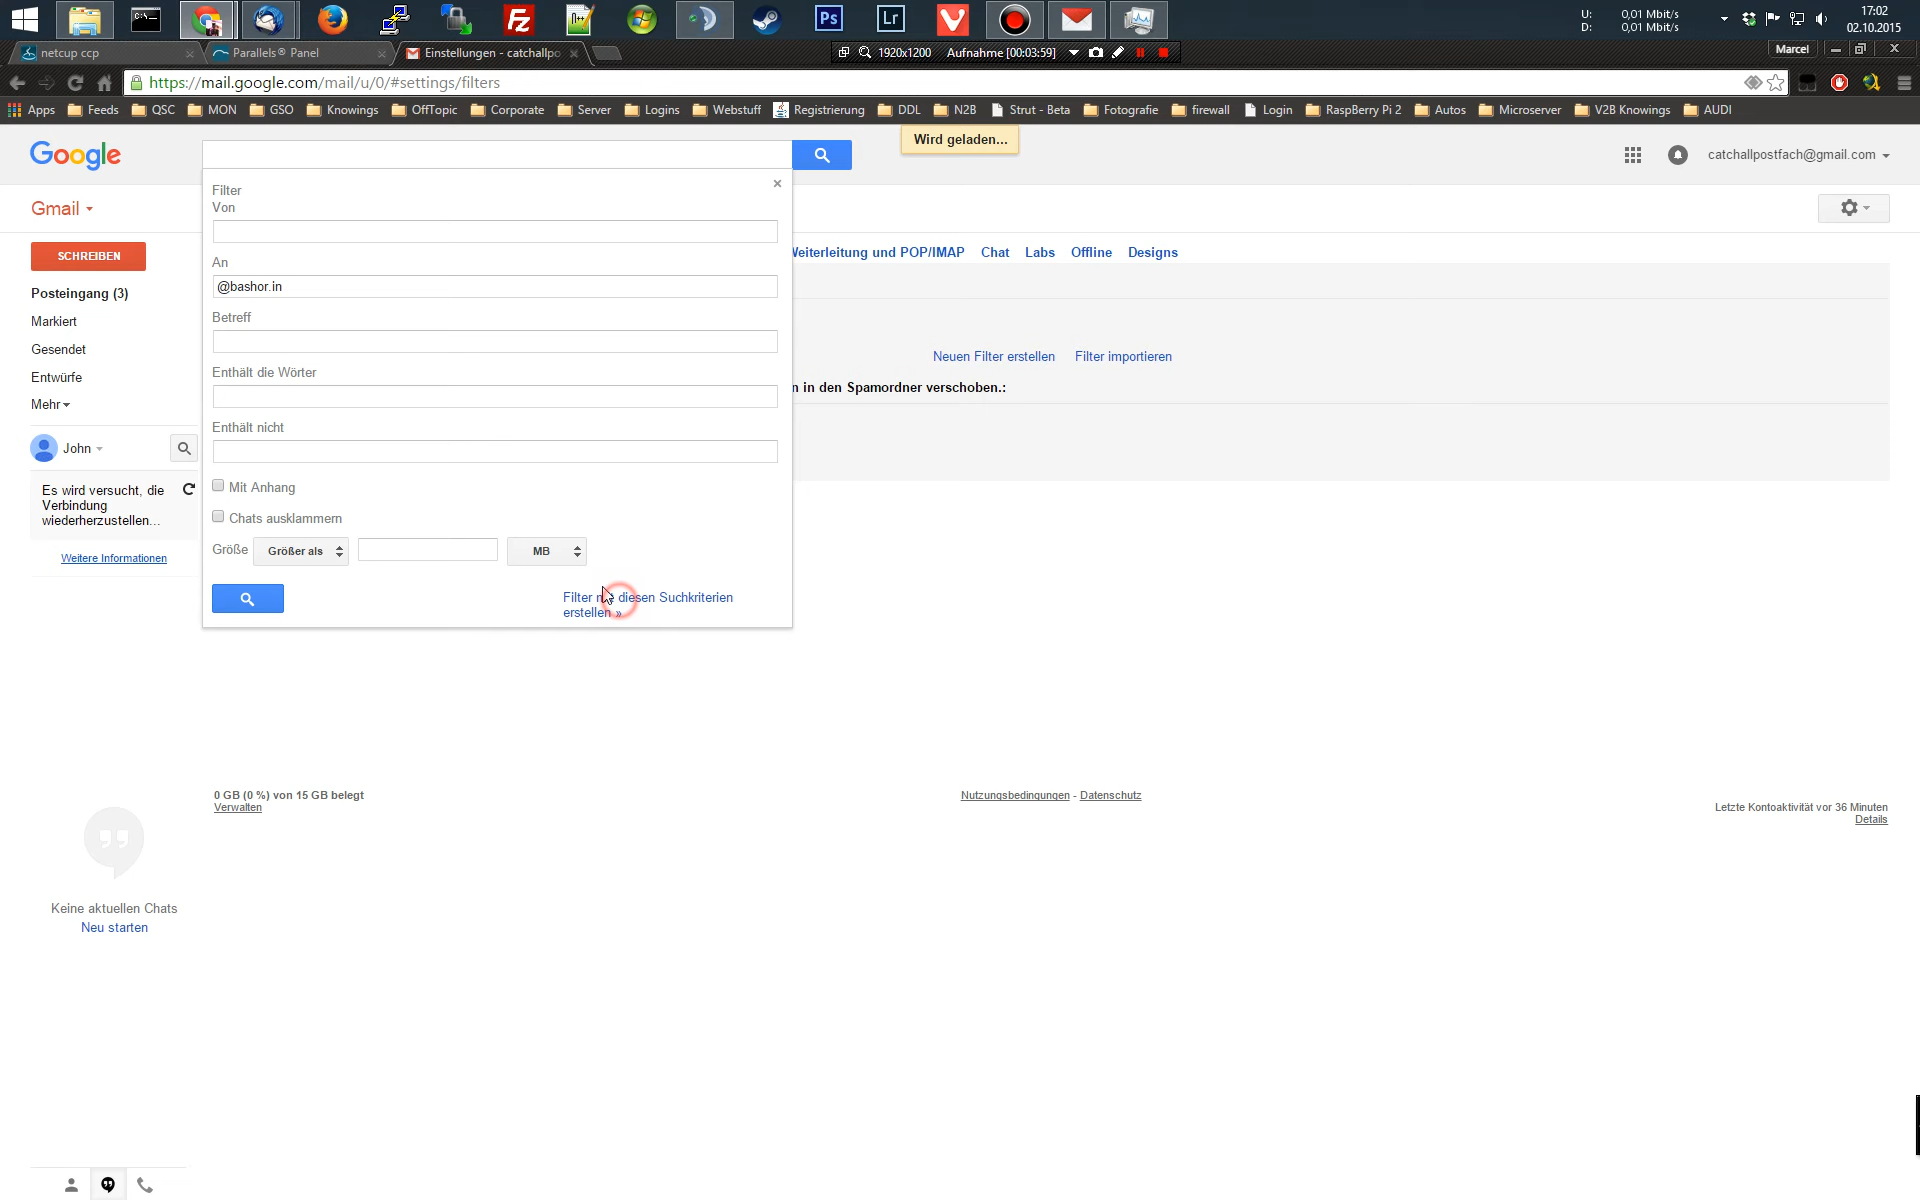 C:\_
Ps
Lr
U: 0,01 Mbit/s
D: 0,01 Mbit/s
17:02
02.10.2015
netcup ccp
Parallels® Panel
Einstellungen - catchallpo
1920x1200 Aufnahme [00:03:59]
Marcel
https://mail.google.com/mail/u/0/#settings/filters
Apps Feeds QSC MON GSO Knowings OffTopic Corporate Server Logins Webstuff Registrierung DDL N2B Strut - Beta Fotografie firewall Login RaspBerry Pi 2 Autos Microserver V2B Knowings AUDI
Wird geladen...
Google
catchallpostfach@gmail.com
Gmail
SCHREIBEN
Posteingang (3)
Markiert
Gesendet
Entwürfe
Mehr
John
Es wird versucht, die
Verbindung
wiederherzustellen...
Weitere Informationen
Filter
Von
An
@bashor.in
Betreff
Enthält die Wörter
Enthält nicht
Mit Anhang
Chats ausklammern
Größe Größer als MB
Filter diesen Suchkriterien
erstellen »
Weiterleitung und POP/IMAP Chat Labs Offline Designs
Neuen Filter erstellen Filter importieren
n in den Spamordner verschoben.:
0 GB (0 %) von 15 GB belegt
Verwalten
Nutzungsbedingungen - Datenschutz
Letzte Kontoaktivität vor 36 Minuten
Details
Keine aktuellen Chats
Neu starten